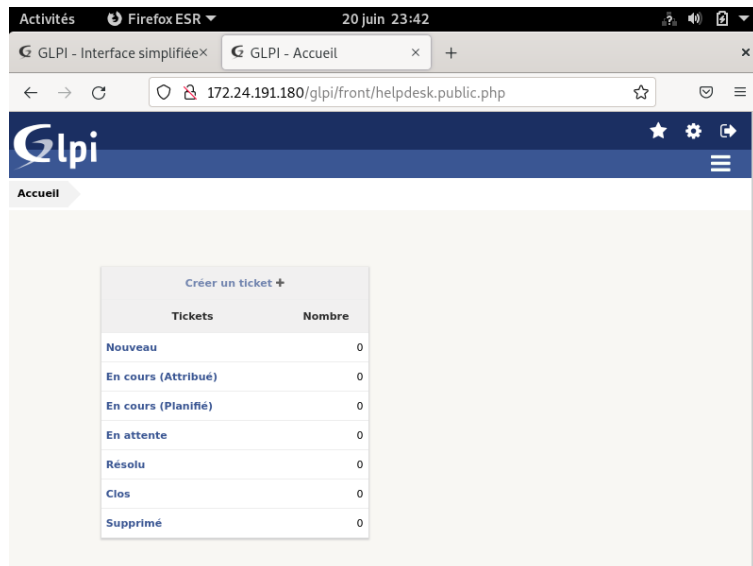 Activités Firefox ESR 20 juin 23:42
GLPI - Interface simplifiée GLPI - Accueil
172.24.191.180/glpi/front/helpdesk.public.php
Glpi
Accueil
Créer un ticket
Tickets Nombre
Nouveau 0
En cours (Attribué) 0
En cours (Planifié) 0
En attente 0
Résolu 0
Clos 0
Supprimé 0